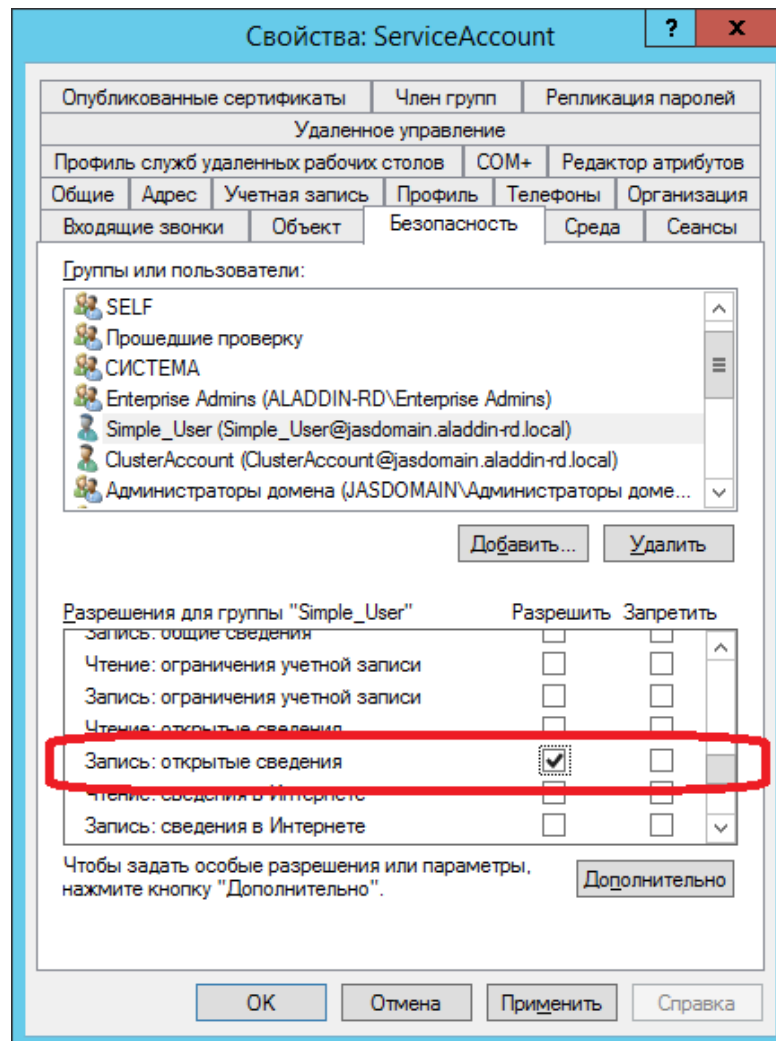 Свойства: ServiceAccount
? x
Опубликованные сертификаты Член групп Репликация паролей
Удаленное управление
Профиль служб удаленных рабочих столов COM+ Редактор атрибутов
Общие Адрес Учетная запись Профиль Телефоны Организация
Входящие звонки Объект Безопасность Среда Сеансы
Группы или пользователи:
SELF
Прошедшие проверку
СИСТЕМА
Enterprise Admins (ALADDIN-RD\Enterprise Admins)
Simple_User (Simple_User@jasdomain.aladdin-rd.local)
ClusterAccount (ClusterAccount@jasdomain.aladdin-rd.local)
Администраторы домена (JASDOMAIN\Администраторы доме...
Добавить... Удалить
Разрешения для группы "Simple_User" Разрешить Запретить
Запись: общие сведения
Чтение: ограничения учетной записи
Запись: ограничения учетной записи
Чтение: открытые сведения
Запись: открытые сведения
Чтение: сведения в Интернете
Запись: сведения в Интернете
Чтобы задать особые разрешения или параметры,
нажмите кнопку "Дополнительно".
Дополнительно
OK Отмена Применить Справка